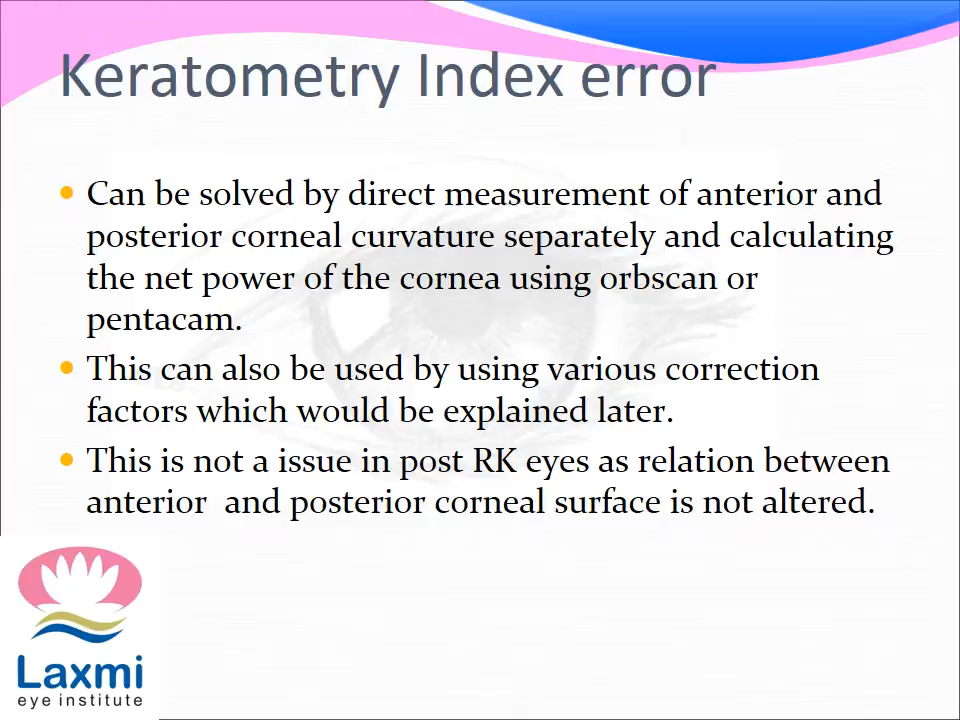 Keratometry Index error
Can be solved by direct measurement of anterior and
posterior corneal curvature separately and calculating
the net power of the cornea using orbscan or
pentacam.
This can also be used by using various correction
factors which would be explained later.
This is not a issue in post RK eyes as relation between
anterior and posterior corneal surface is not altered.
Laxmi
eye institute